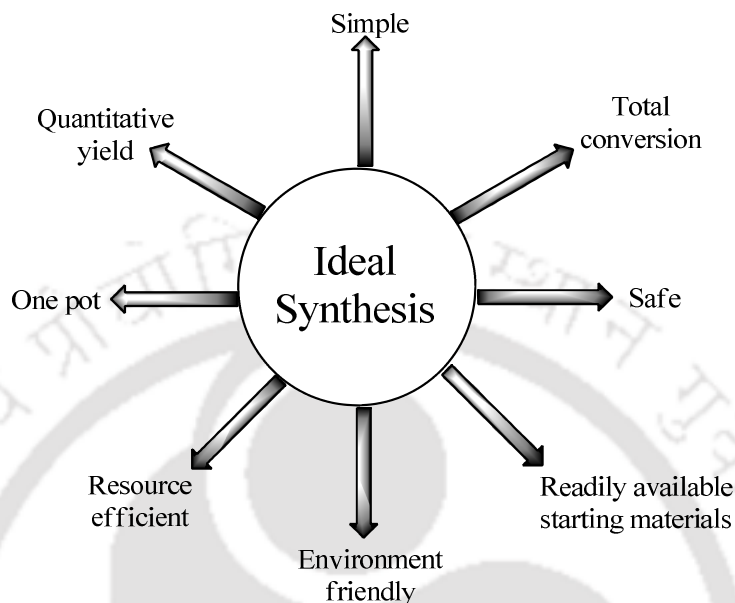 Simple
Total
conversion
Safe
Readily available
starting materials
Environment
friendly
Resource
efficient
One pot
Quantitative
yield
Ideal
Synthesis